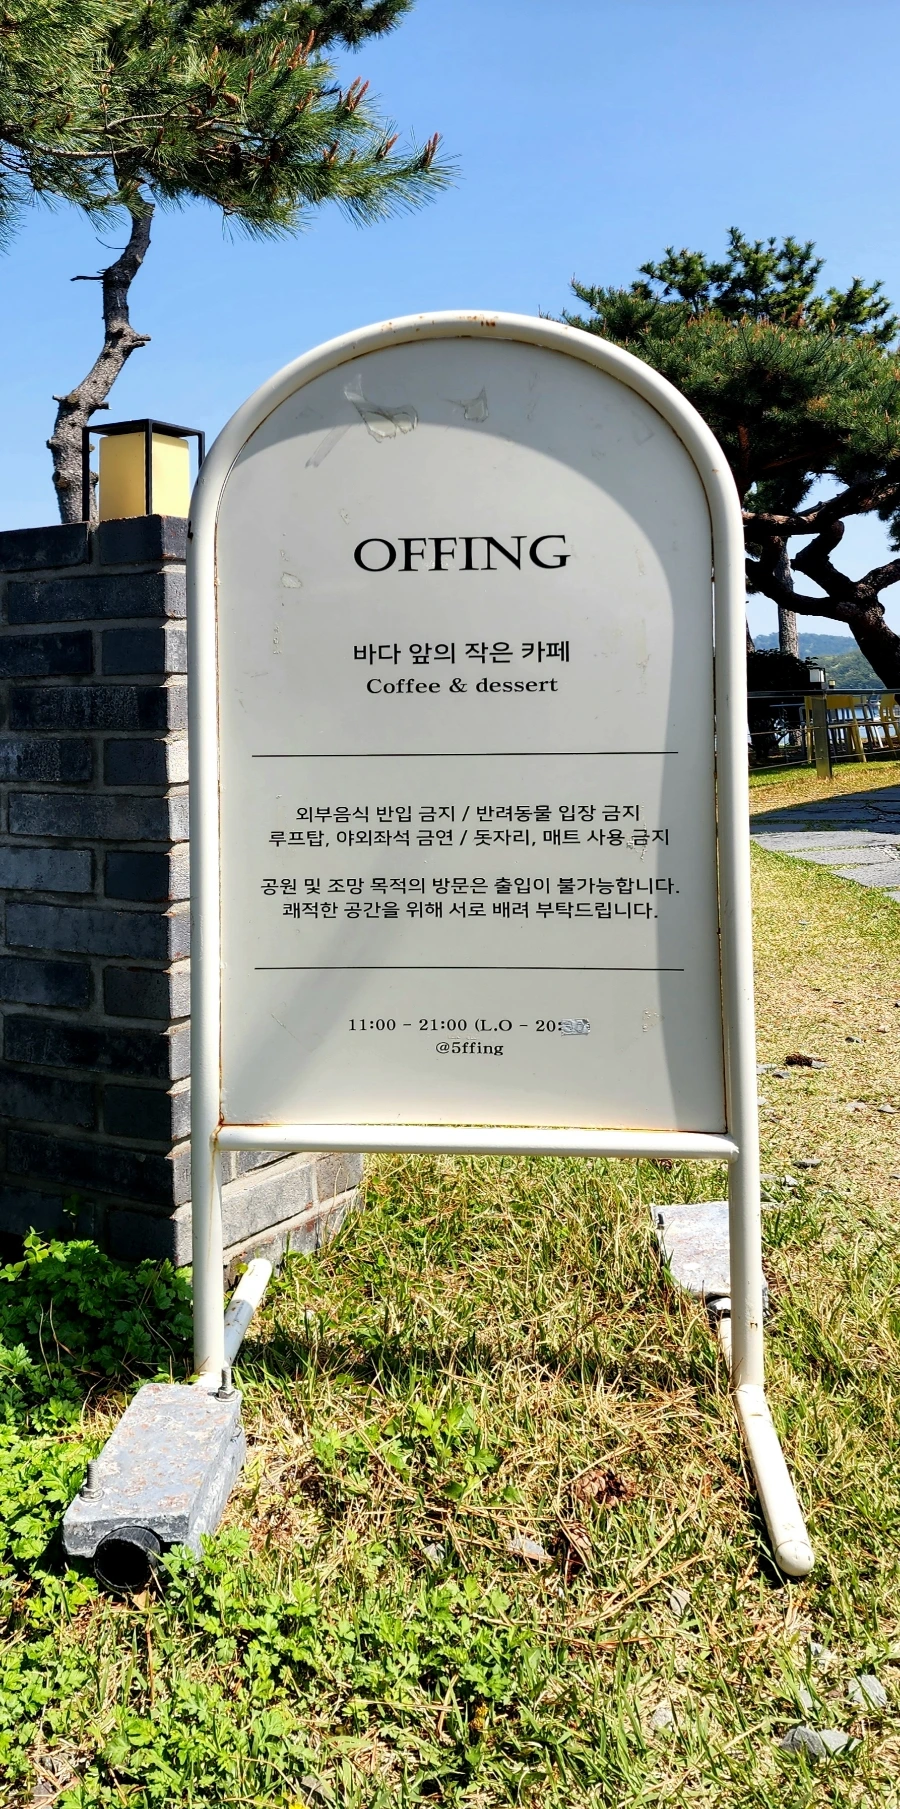 OFFING
바다 앞의 작은 카페
Coffee & dessert
외부음식 반입 금지 / 반려동물 입장 금지
루프탑, 야외좌석 금연 / 돗자리, 매트 사용 금지
공원 및 조망 목적의 방문은 출입이 불가능합니다.
쾌적한 공간을 위해 서로 배려 부탁드립니다.
11:00 - 21:00 (L.O - 20:
@5ffing